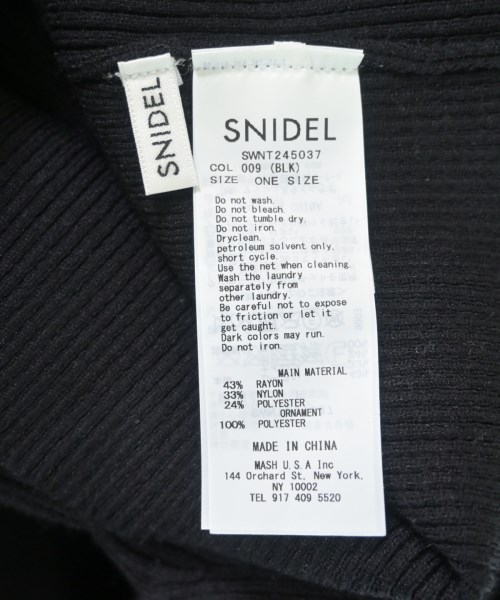 SNIDEL
SNIDEL
SWNT245037
COL 009 (BLK)
SIZE ONE SIZE
Do not wash.
Do not bleach.
Do not tumble dry.
Do not iron.
Dryclean,
petroleum solvent only,
short cycle.
Use the net when cleaning.
Wash the laundry
separately from
other laundry.
Be careful not to expose
to friction or let it
get caught.
Dark colors may run.
Do not iron.
MAIN MATERIAL
43% RAYON
33% NYLON
24% POLYESTER
ORNAMENT
100% POLYESTER
MADE IN CHINA
MASH U.S.A Inc
144 Orchard St, New York,
NY 10002
TEL 917 409 5520